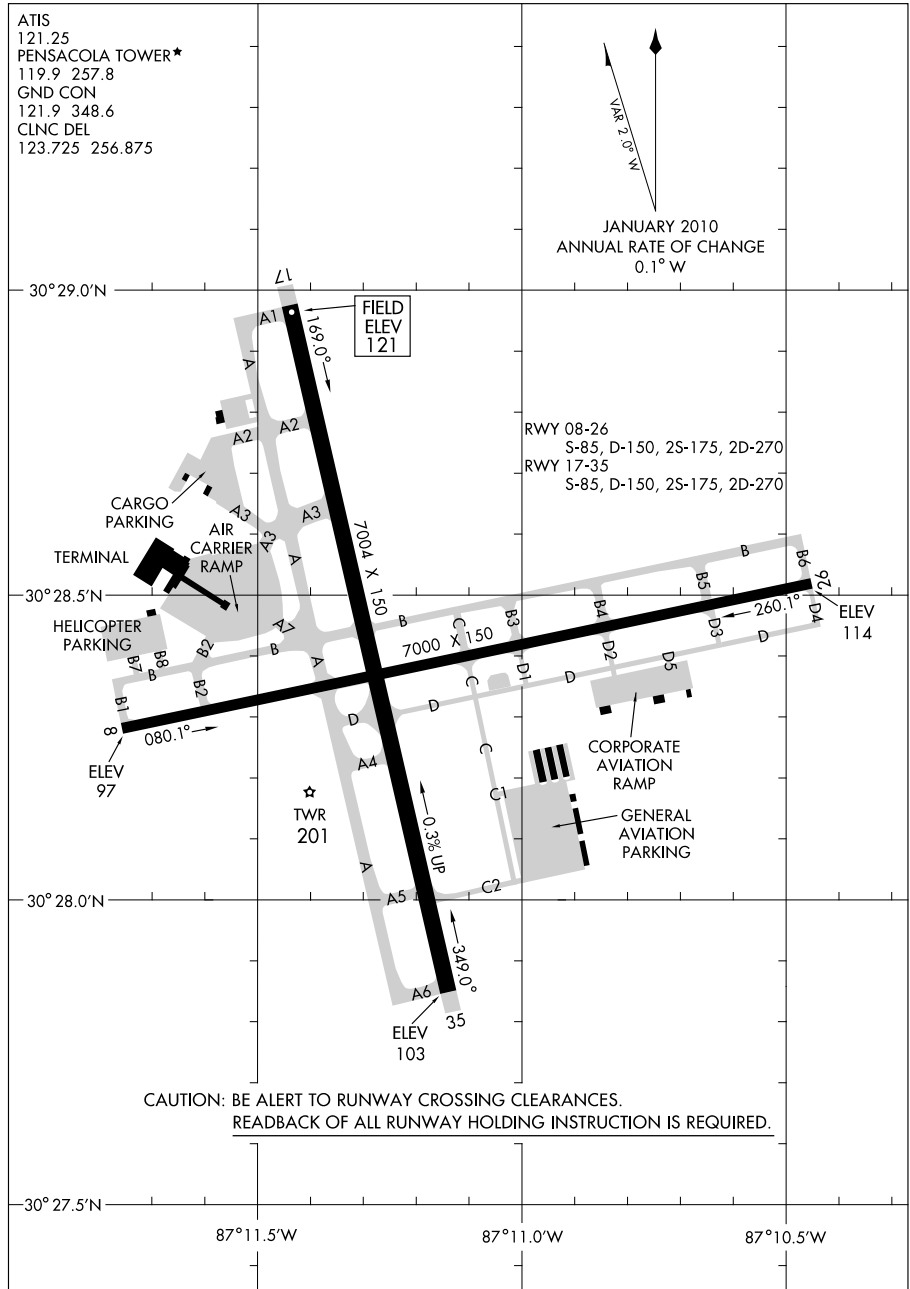 ATIS
121.25
PENSACOLA TOWER★
119.9 257.8
GND CON
121.9 348.6
CLNC DEL
123.725 256.875
VAR 2.0° W
JANUARY 2010
ANNUAL RATE OF CHANGE
0.1° W
30°29.0'N
17
A1
169.0°
FIELD
ELEV
121
A
A2
A2
RWY 08-26
S-85, D-150, 2S-175, 2D-270
RWY 17-35
S-85, D-150, 2S-175, 2D-270
CARGO
PARKING
A3
A3
A3
AIR
CARRIER
RAMP
TERMINAL
A
7004 X 150
B
B6
26
30°28.5'N
B5
260.1°
ELEV
114
HELICOPTER
PARKING
A7
B
C
B3
B4
D4
7000 X 150
B7
B8
B2
B
A
D2
D3
D
B
B2
C
D1
D
D5
B1
8
080.1°
D
D
ELEV
97
A4
C
CORPORATE
AVIATION
RAMP
TWR
201
C1
0.3% UP
GENERAL
AVIATION
PARKING
A
30°28.0'N
A5
C2
349.0°
A6
35
ELEV
103
CAUTION: BE ALERT TO RUNWAY CROSSING CLEARANCES.
READBACK OF ALL RUNWAY HOLDING INSTRUCTION IS REQUIRED.
30°27.5'N
87°11.5'W
87°11.0'W
87°10.5'W